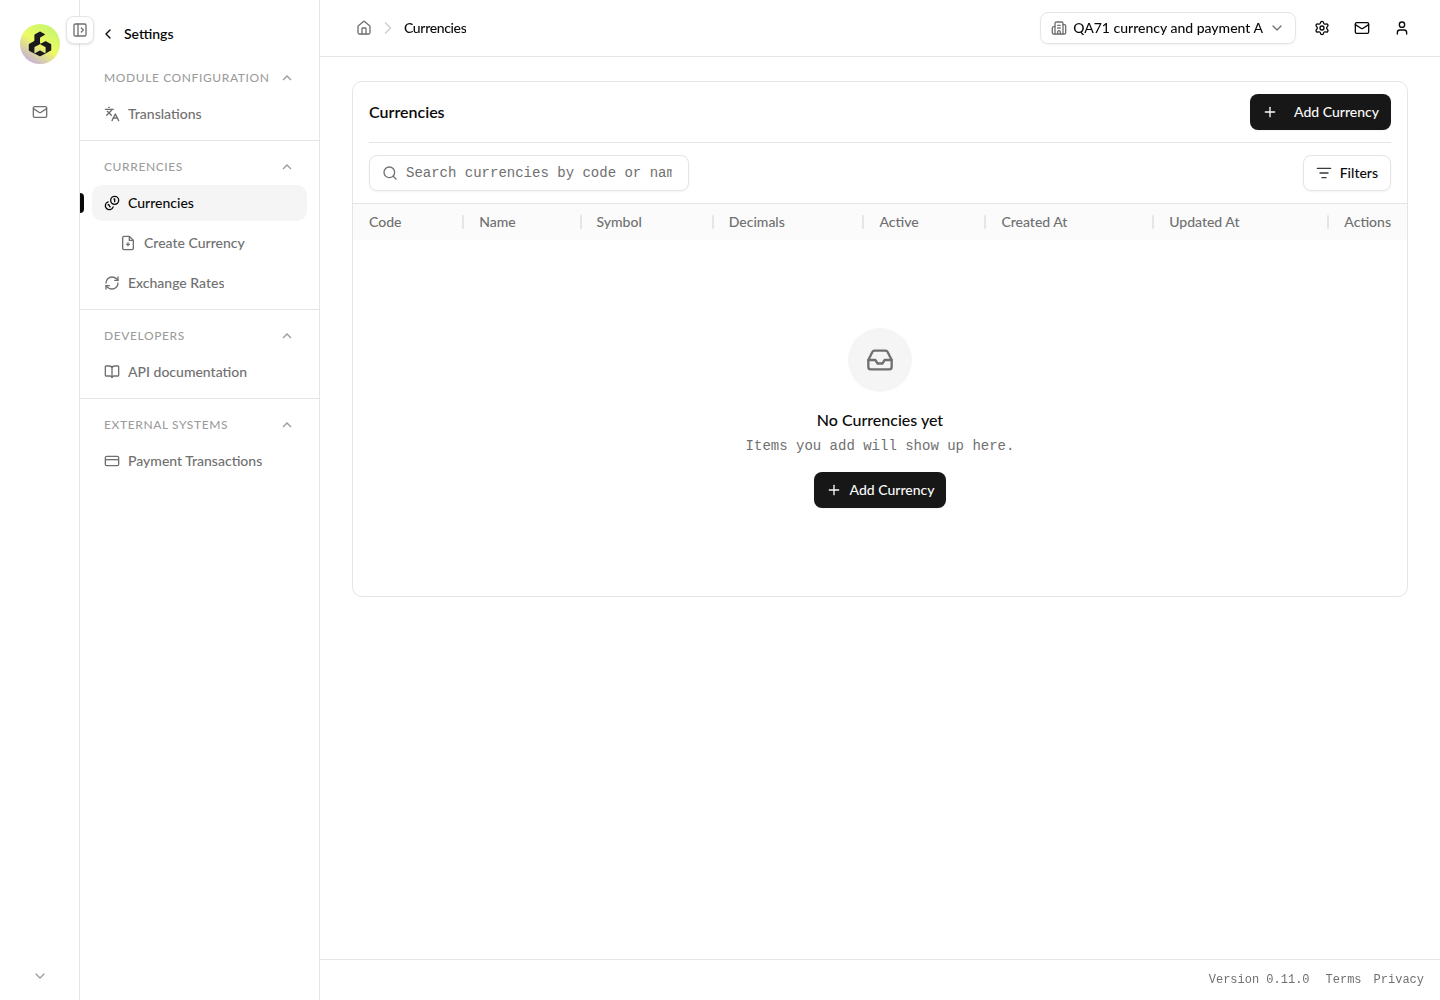 Settings
MODULE CONFIGURATION
Translations
CURRENCIES
Currencies
Create Currency
Exchange Rates
DEVELOPERS
API documentation
EXTERNAL SYSTEMS
Payment Transactions
Currencies
QA71 currency and payment A
Currencies
Add Currency
Search currencies by code or nam
Filters
Code Name Symbol Decimals Active Created At Updated At Actions
No Currencies yet
Items you add will show up here.
Add Currency
Version 0.11.0 Terms Privacy